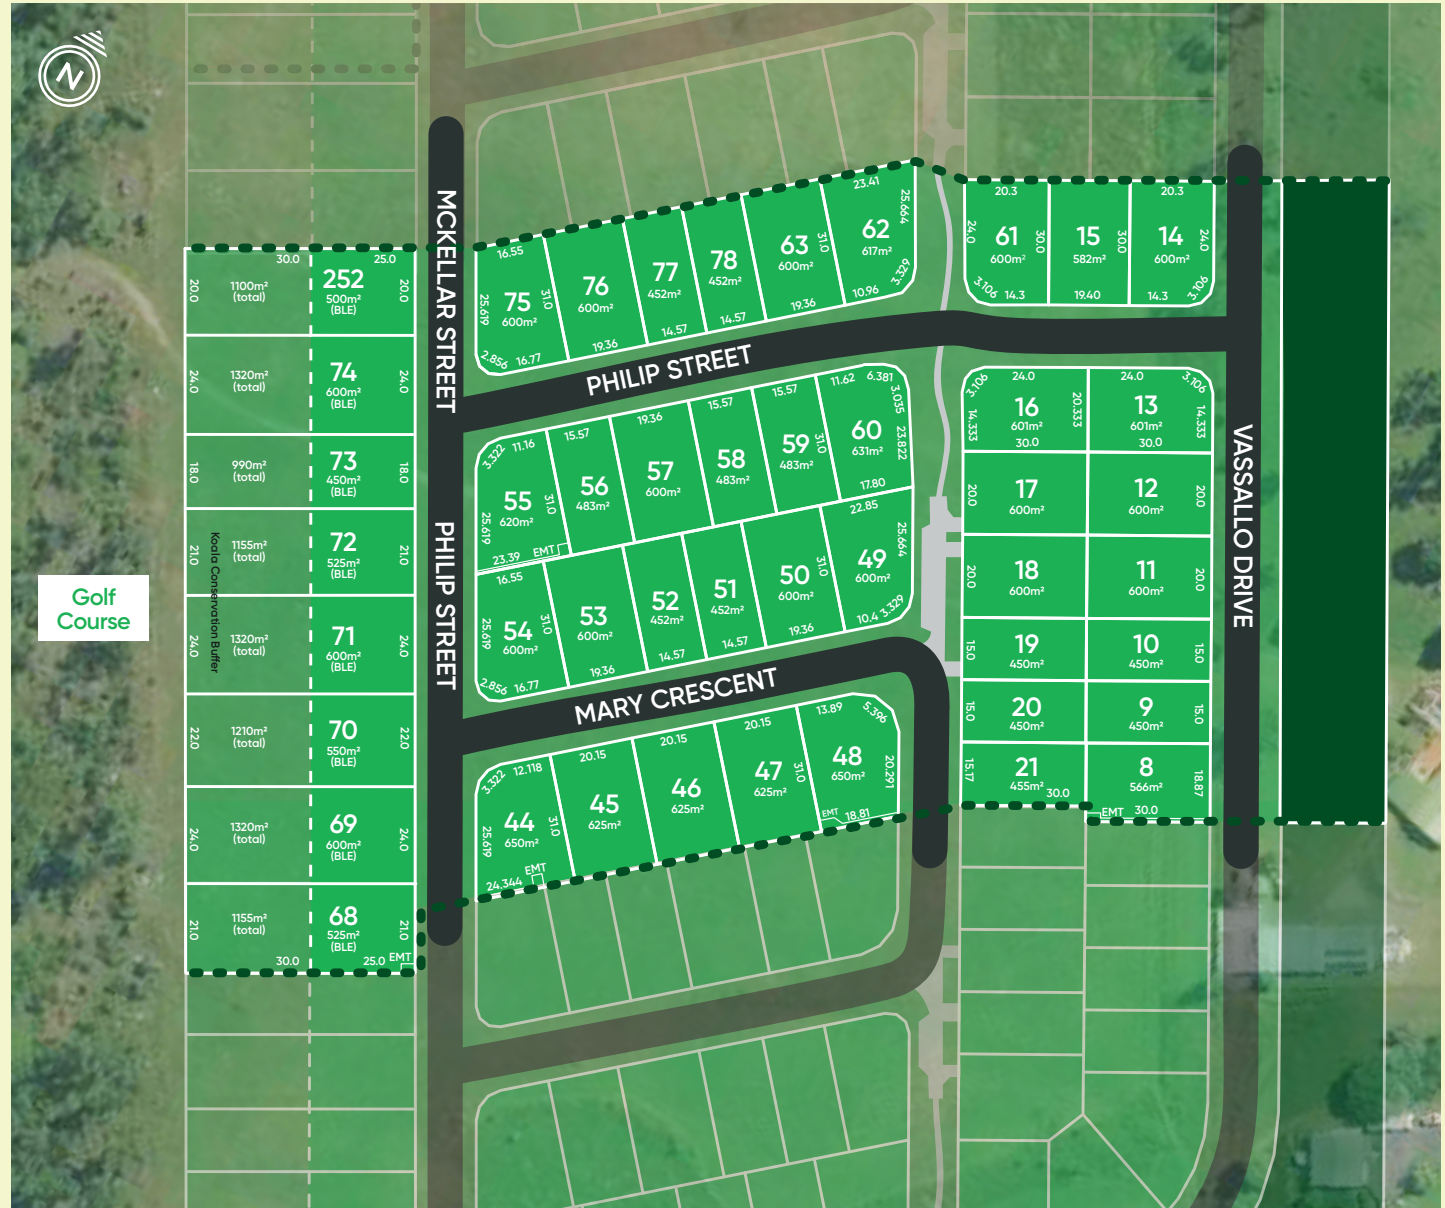 N
Golf
Course
MCKELLAR STREET
PHILIP STREET
PHILIP STREET
MARY CRESCENT
VASSALLO DRIVE
Koala Conservation Buffer
30.0
25.0
20.0
1100m²
(total)
252
500m²
(BLE)
20.0
24.0
1320m²
(total)
74
600m²
(BLE)
24.0
18.0
990m²
(total)
73
450m²
(BLE)
18.0
21.0
1155m²
(total)
72
525m²
(BLE)
21.0
24.0
1320m²
(total)
71
600m²
(BLE)
24.0
22.0
1210m²
(total)
70
550m²
(BLE)
22.0
24.0
1320m²
(total)
69
600m²
(BLE)
24.0
21.0
1155m²
(total)
68
525m²
(BLE)
21.0
30.0
25.0
EMT
16.55
25.619
75
600m²
31.0
2.856
16.77
76
600m²
19.36
77
452m²
14.57
78
452m²
14.57
63
600m²
31.0
19.36
23.41
62
617m²
25.664
10.96
3.329
20.3
24.0
61
600m²
30.0
3.106
14.3
15
582m²
30.0
19.40
20.3
14
600m²
24.0
14.3
3.106
3.322
11.16
55
620m²
31.0
25.619
23.39
EMT
15.57
56
483m²
19.36
57
600m²
15.57
58
483m²
15.57
59
483m²
31.0
11.62
6.381
3.035
60
631m²
23.822
17.80
16.55
25.619
54
600m²
31.0
2.856
16.77
53
600m²
19.36
52
452m²
14.57
51
452m²
14.57
50
600m²
31.0
19.36
22.85
49
600m²
25.664
10.4
3.329
3.322
12.118
25.619
44
650m²
31.0
24.344
EMT
20.15
45
625m²
20.15
46
625m²
20.15
47
625m²
31.0
13.89
5.396
48
650m²
20.291
EMT
18.81
3.106
24.0
14.333
16
601m²
20.333
30.0
24.0
3.106
13
601m²
14.333
30.0
20.0
17
600m²
12
600m²
20.0
20.0
18
600m²
11
600m²
20.0
15.0
19
450m²
10
450m²
15.0
15.0
20
450m²
9
450m²
15.0
15.17
21
455m²
30.0
8
566m²
18.87
EMT
30.0